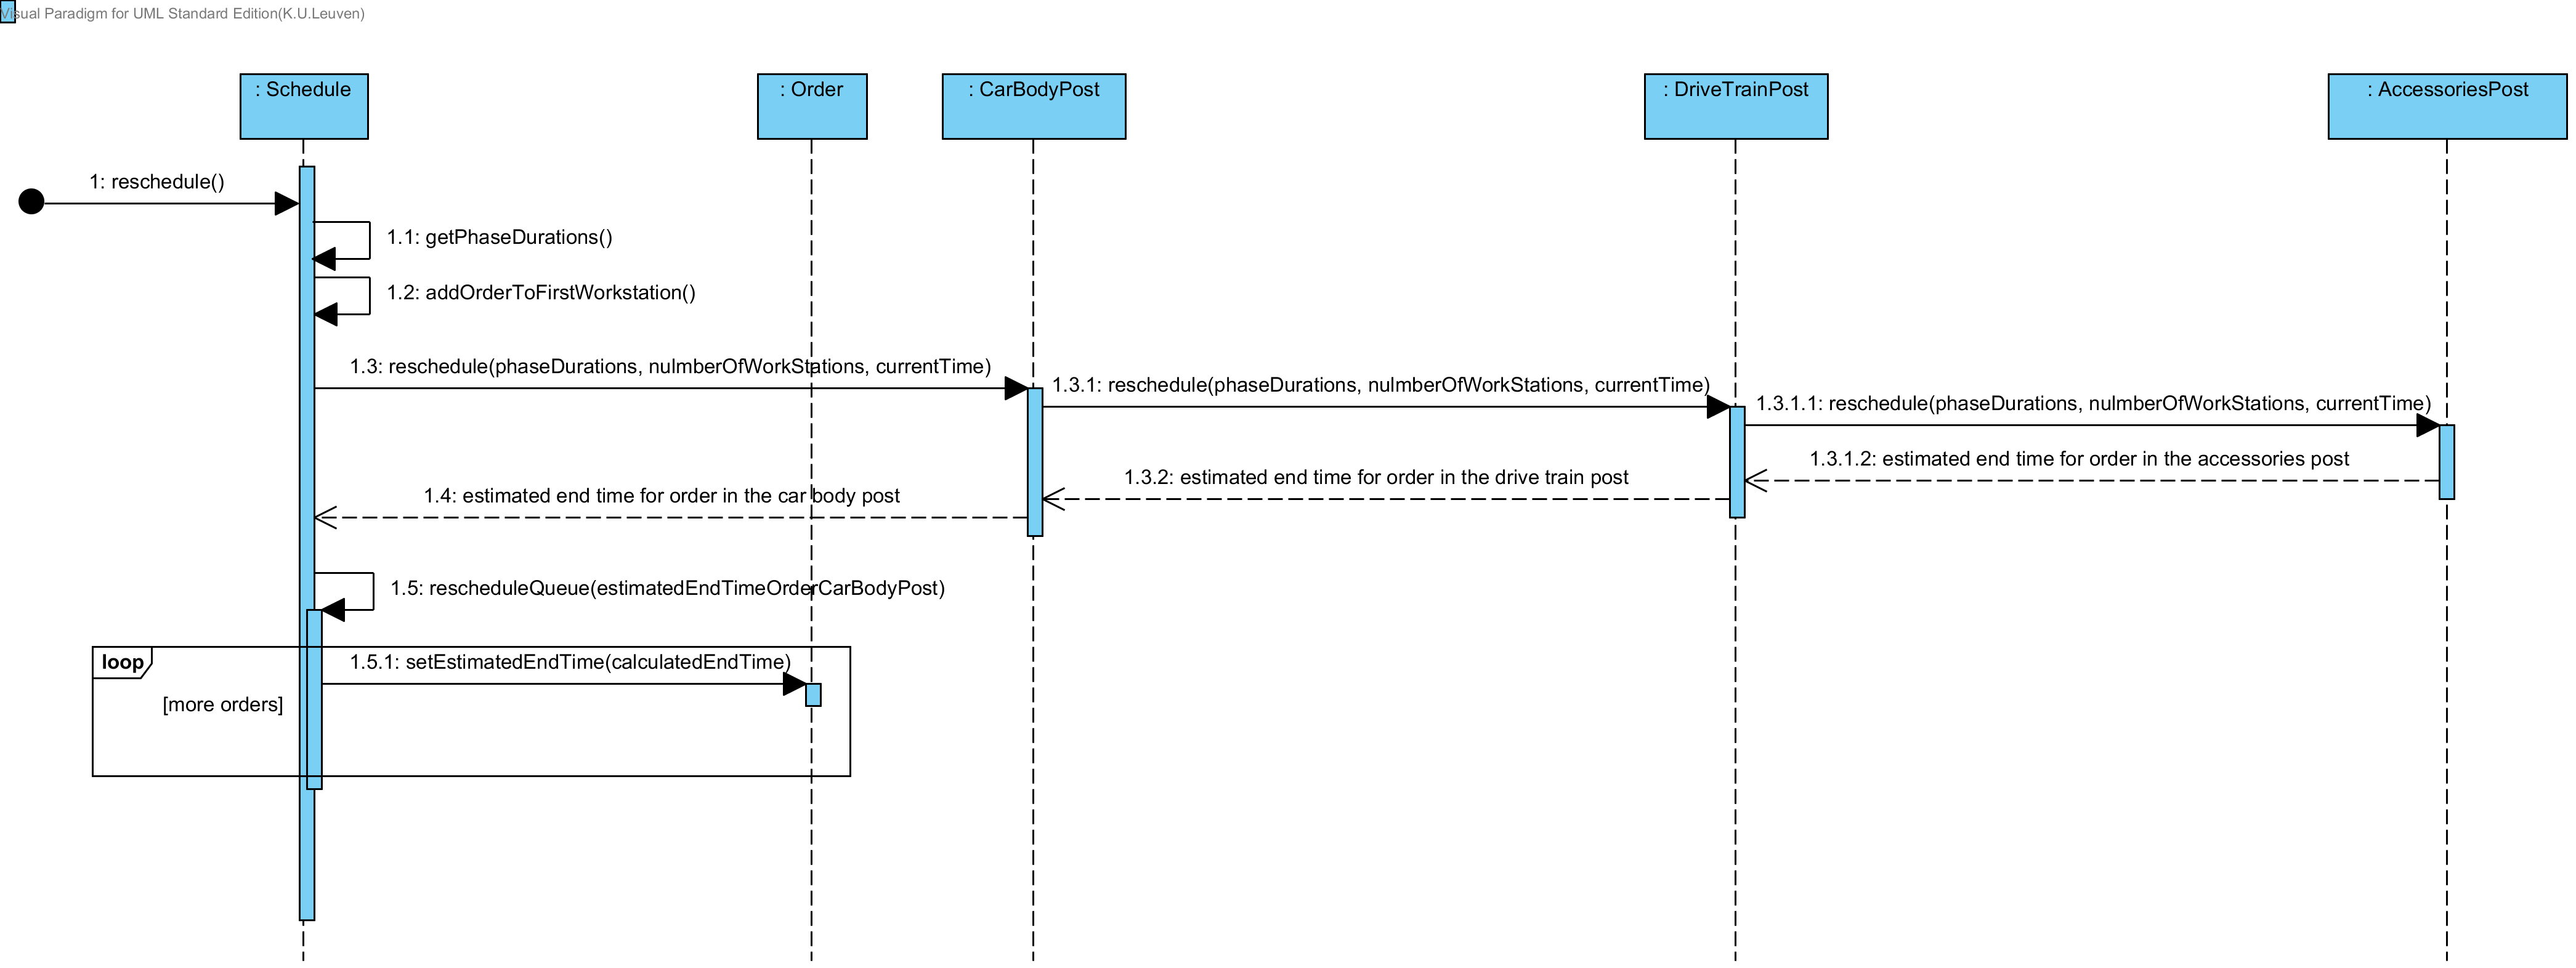 Visual Paradigm for UML Standard Edition(K.U.Leuven)
: Schedule
: Order
: CarBodyPost
: DriveTrainPost
: AccessoriesPost
1: reschedule()
1.1: getPhaseDurations()
1.2: addOrderToFirstWorkstation()
1.3: reschedule(phaseDurations, nulmberOfWorkStations, currentTime)
1.3.1: reschedule(phaseDurations, nulmberOfWorkStations, currentTime)
1.3.1.1: reschedule(phaseDurations, nulmberOfWorkStations, currentTime)
1.3.1.2: estimated end time for order in the accessories post
1.3.2: estimated end time for order in the drive train post
1.4: estimated end time for order in the car body post
1.5: rescheduleQueue(estimatedEndTimeOrderCarBodyPost)
loop
1.5.1: setEstimatedEndTime(calculatedEndTime)
[more orders]